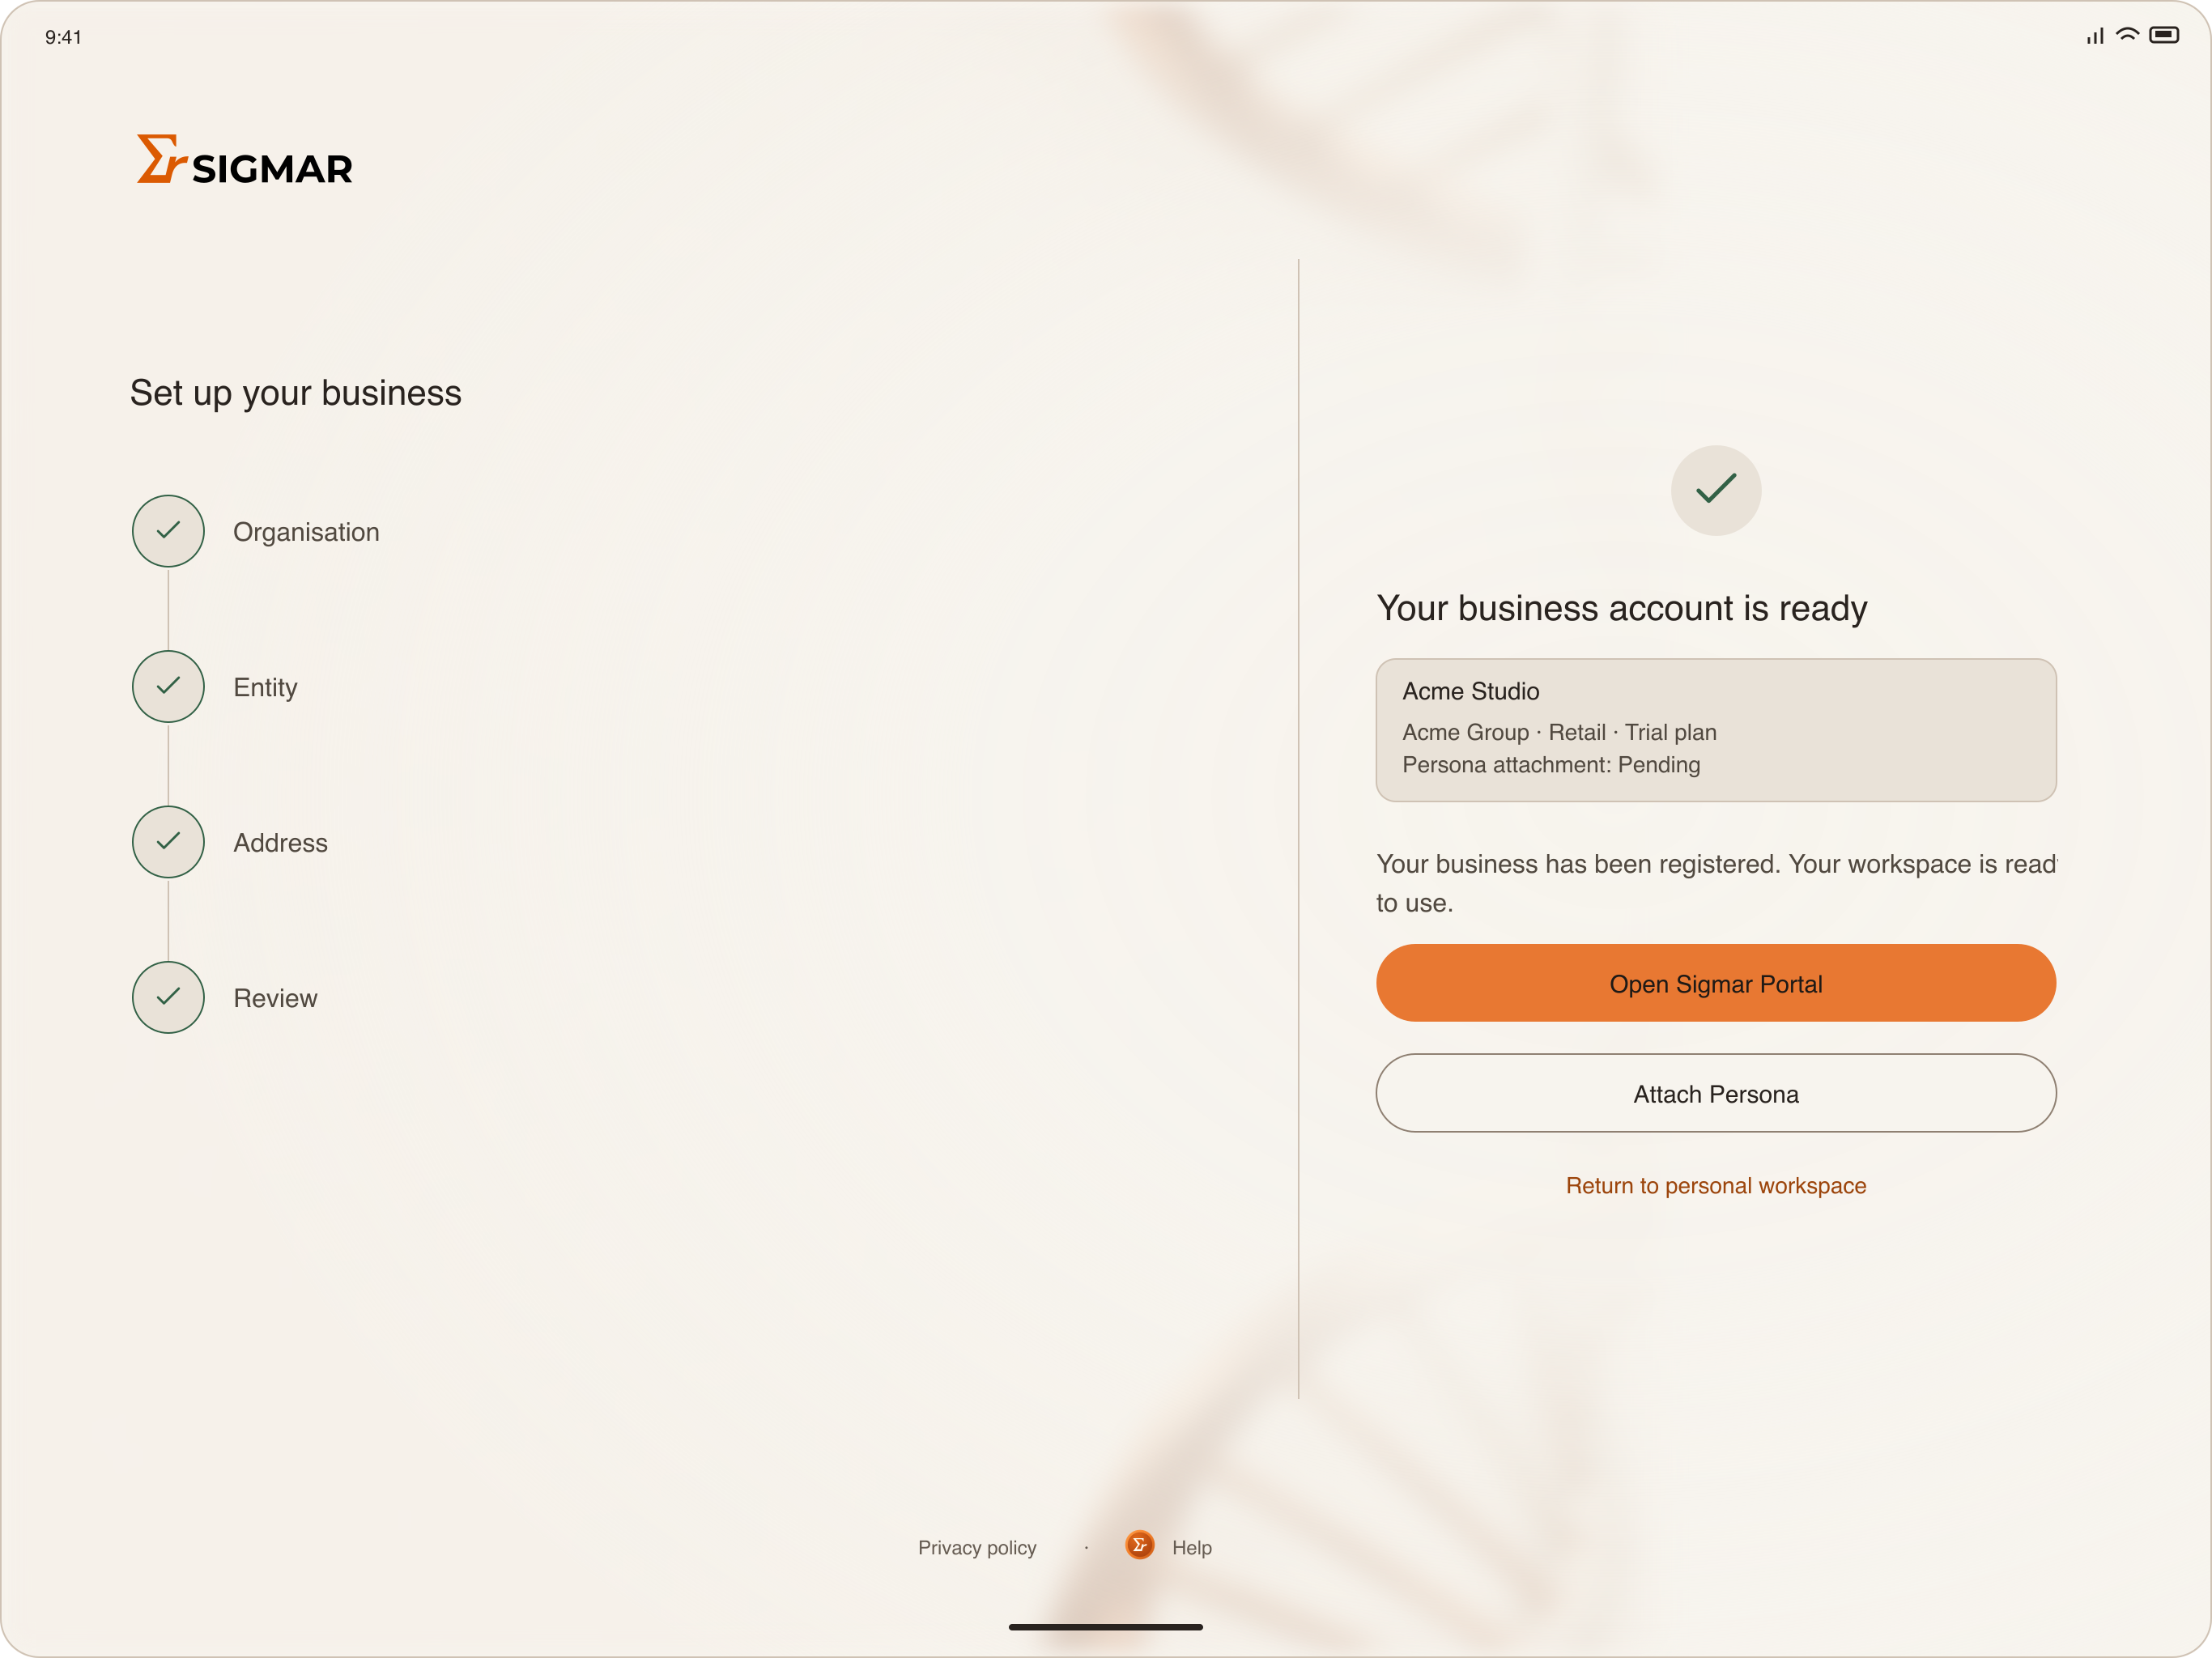 9:41
Σr SIGMAR
Set up your business
Organisation
Entity
Address
Review
Your business account is ready
Acme Studio
Acme Group · Retail · Trial plan
Persona attachment: Pending
Your business has been registered. Your workspace is read
to use.
Open Sigmar Portal
Attach Persona
Return to personal workspace
Privacy policy · Σr Help